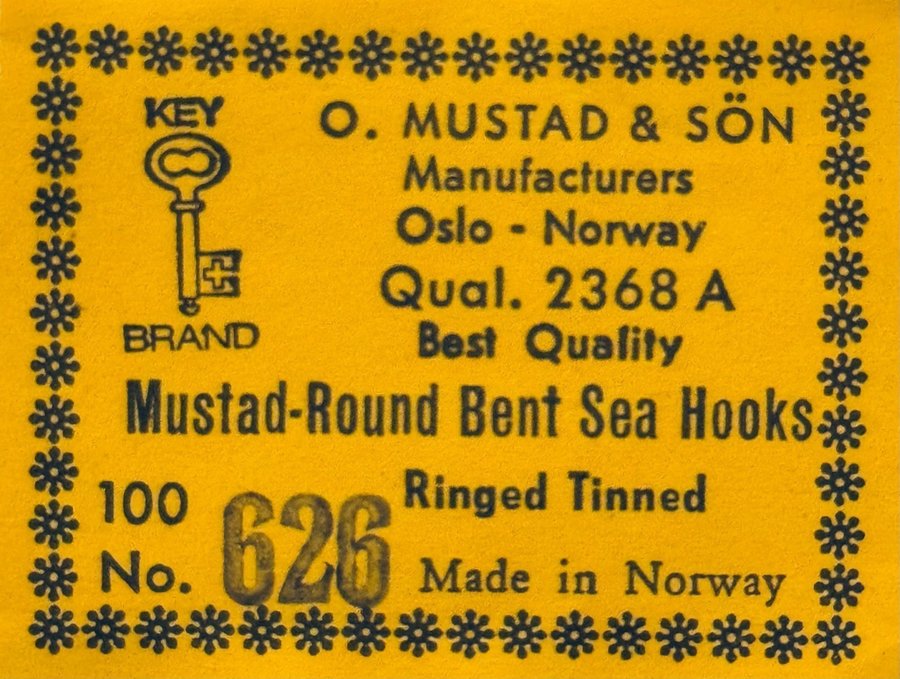 KEY
BRAND
O. MUSTAD & SÖN
Manufacturers
Oslo - Norway
Qual. 2368 A
Best Quality
Mustad-Round Bent Sea Hooks
Ringed Tinned
100
No. 626
Made in Norway